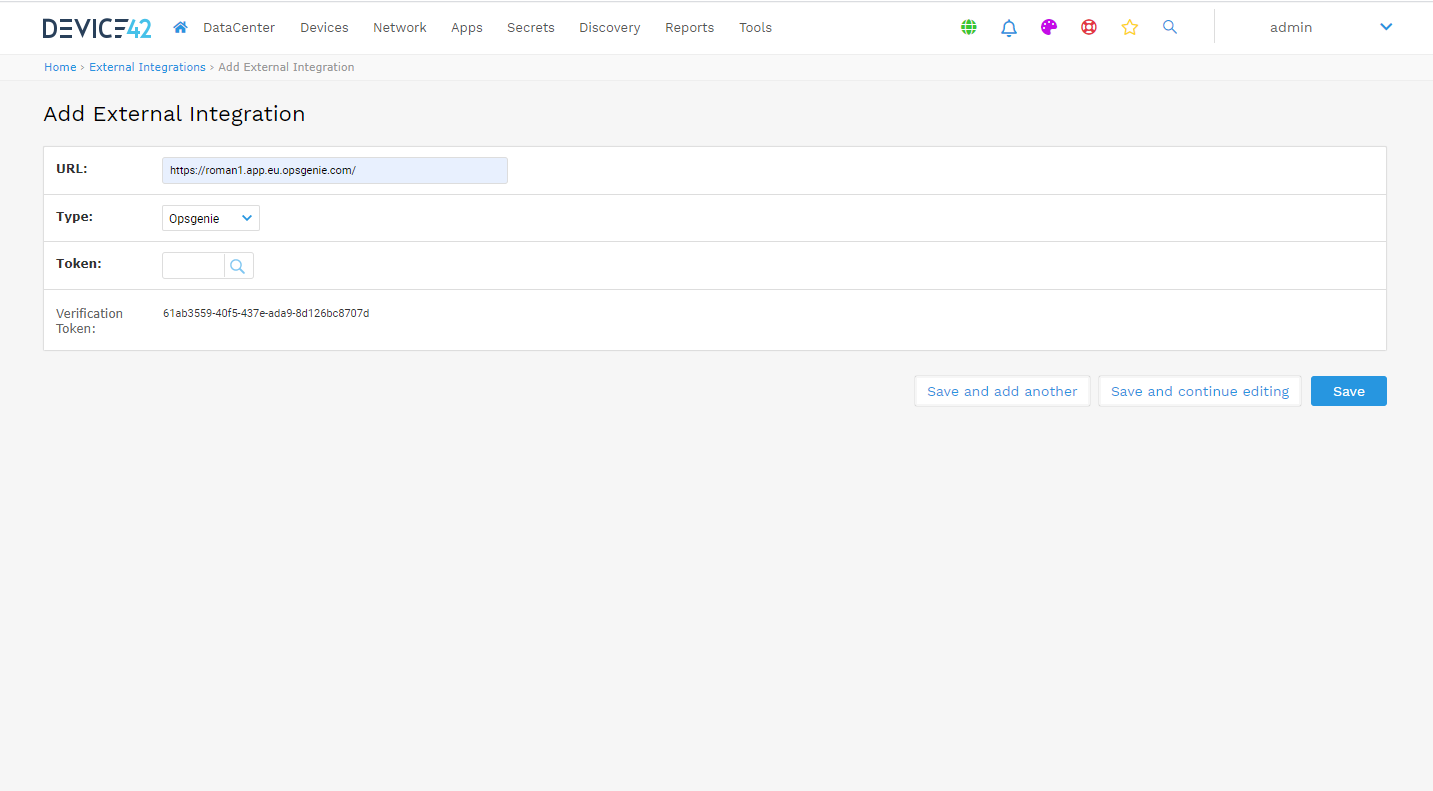 DEVICE42 DataCenter Devices Network Apps Secrets Discovery Reports Tools admin
Home › External Integrations › Add External Integration
Add External Integration
URL: https://roman1.app.eu.opsgenie.com/
Type: Opsgenie
Token:
Verification Token: 61ab3559-40f5-437e-ada9-8d126bc8707d
Save and add another Save and continue editing Save